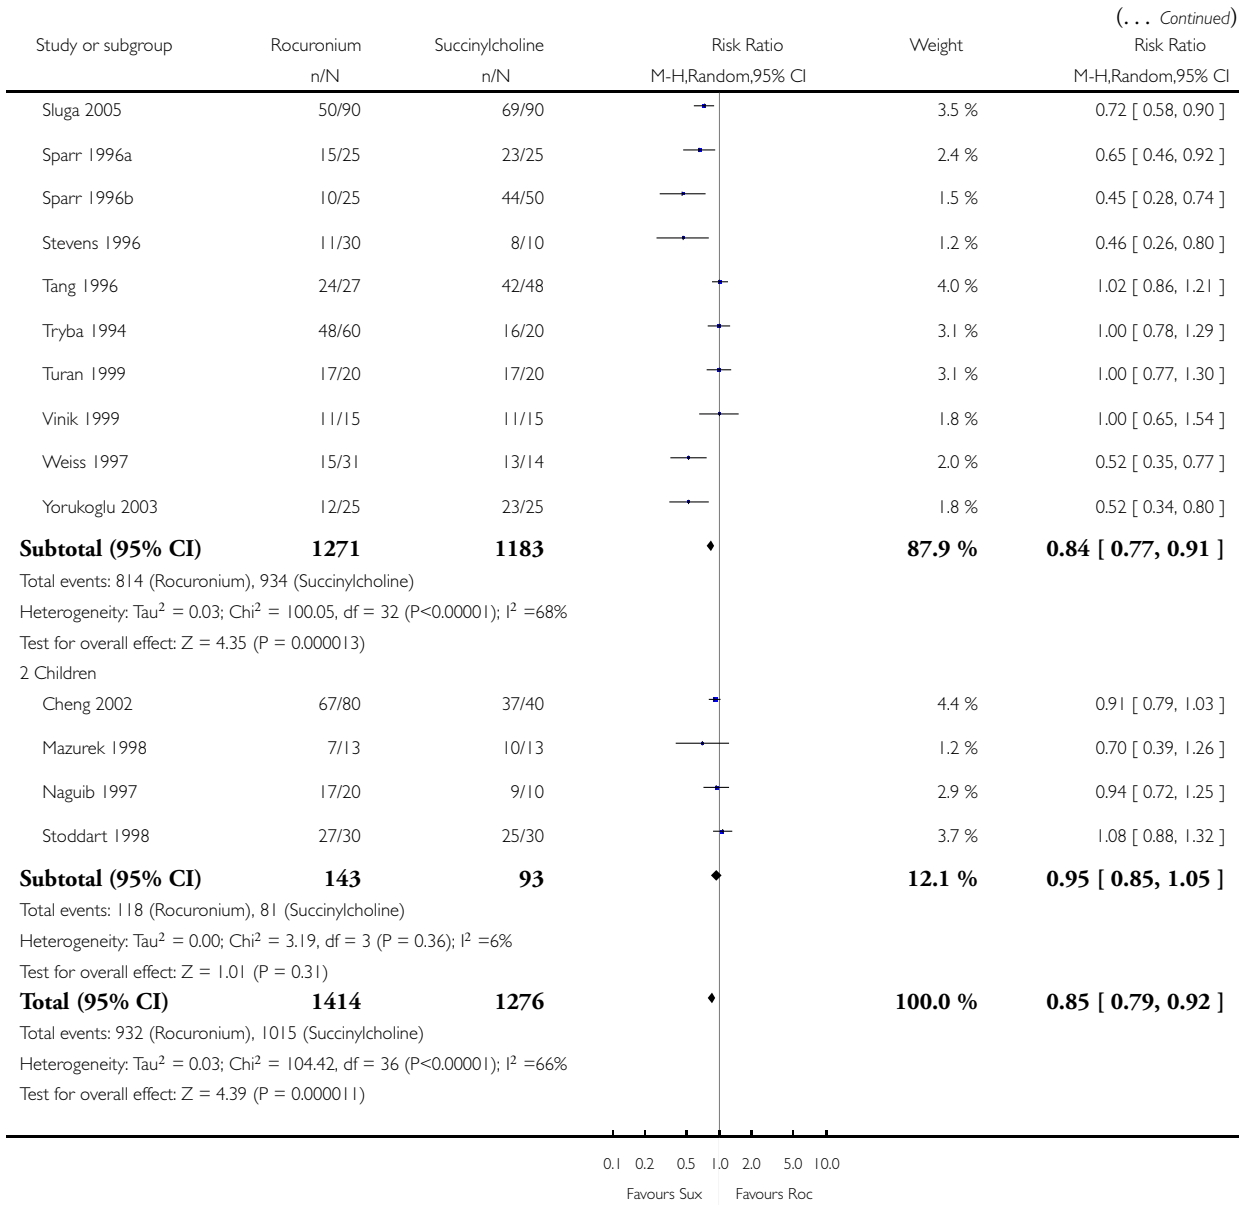 (... Continued)
Study or subgroup Rocuronium Succinylcholine Risk Ratio Weight Risk Ratio
n/N n/N M-H,Random,95% CI M-H,Random,95% CI
Sluga 2005 50/90 69/90 3.5 % 0.72 [ 0.58, 0.90 ]
Sparr 1996a 15/25 23/25 2.4 % 0.65 [ 0.46, 0.92 ]
Sparr 1996b 10/25 44/50 1.5 % 0.45 [ 0.28, 0.74 ]
Stevens 1996 11/30 8/10 1.2 % 0.46 [ 0.26, 0.80 ]
Tang 1996 24/27 42/48 4.0 % 1.02 [ 0.86, 1.21 ]
Tryba 1994 48/60 16/20 3.1 % 1.00 [ 0.78, 1.29 ]
Turan 1999 17/20 17/20 3.1 % 1.00 [ 0.77, 1.30 ]
Vinik 1999 11/15 11/15 1.8 % 1.00 [ 0.65, 1.54 ]
Weiss 1997 15/31 13/14 2.0 % 0.52 [ 0.35, 0.77 ]
Yorukoglu 2003 12/25 23/25 1.8 % 0.52 [ 0.34, 0.80 ]
Subtotal (95% CI) 1271 1183 87.9 % 0.84 [ 0.77, 0.91 ]
Total events: 814 (Rocuronium), 934 (Succinylcholine)
Heterogeneity: Tau² = 0.03; Chi² = 100.05, df = 32 (P<0.00001); I² =68%
Test for overall effect: Z = 4.35 (P = 0.000013)
2 Children
Cheng 2002 67/80 37/40 4.4 % 0.91 [ 0.79, 1.03 ]
Mazurek 1998 7/13 10/13 1.2 % 0.70 [ 0.39, 1.26 ]
Naguib 1997 17/20 9/10 2.9 % 0.94 [ 0.72, 1.25 ]
Stoddart 1998 27/30 25/30 3.7 % 1.08 [ 0.88, 1.32 ]
Subtotal (95% CI) 143 93 12.1 % 0.95 [ 0.85, 1.05 ]
Total events: 118 (Rocuronium), 81 (Succinylcholine)
Heterogeneity: Tau² = 0.00; Chi² = 3.19, df = 3 (P = 0.36); I² =6%
Test for overall effect: Z = 1.01 (P = 0.31)
Total (95% CI) 1414 1276 100.0 % 0.85 [ 0.79, 0.92 ]
Total events: 932 (Rocuronium), 1015 (Succinylcholine)
Heterogeneity: Tau² = 0.03; Chi² = 104.42, df = 36 (P<0.00001); I² =66%
Test for overall effect: Z = 4.39 (P = 0.000011)
0.1 0.2 0.5 1.0 2.0 5.0 10.0
Favours Sux Favours Roc